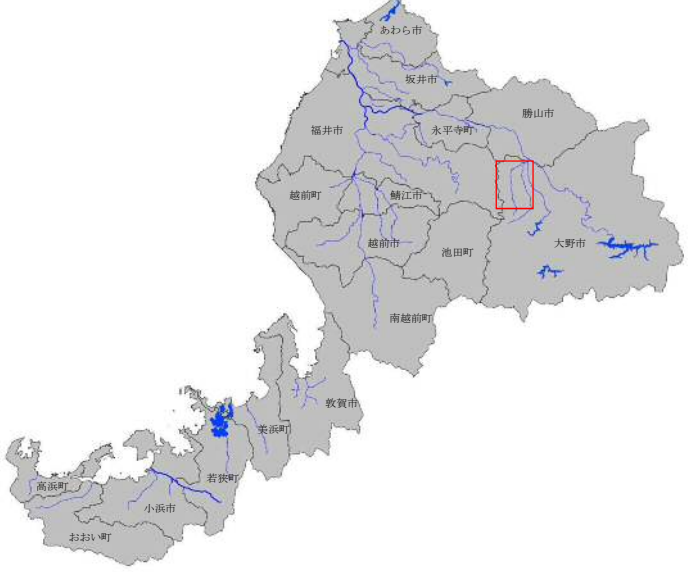 あわら市
坂井市
勝山市
福井市
永平寺町
越前町
鯖江市
越前市
池田町
大野市
南越前町
敦賀市
美浜町
若狭町
高浜町
小浜市
おおい町